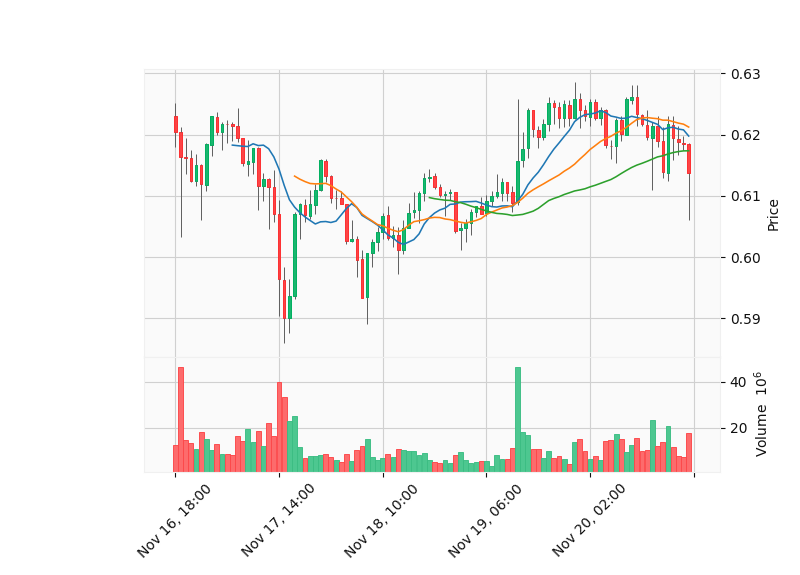 0.63
0.62
0.61
0.60
0.59
Price
40
20
Volume 10^6
Nov 16, 18:00
Nov 17, 14:00
Nov 18, 10:00
Nov 19, 06:00
Nov 20, 02:00